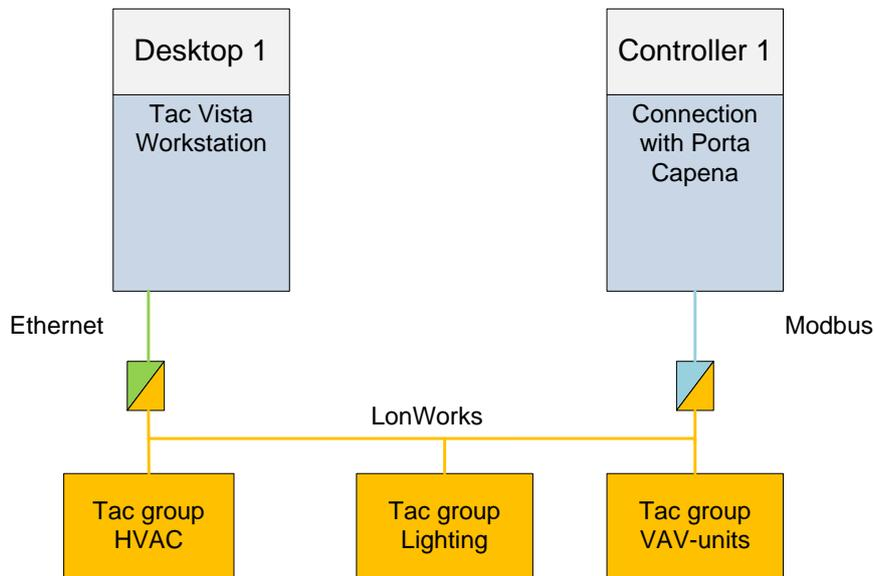 Desktop 1
Tac Vista
Workstation
Controller 1
Connection
with Porta
Capena
Ethernet
Modbus
LonWorks
Tac group
HVAC
Tac group
Lighting
Tac group
VAV-units